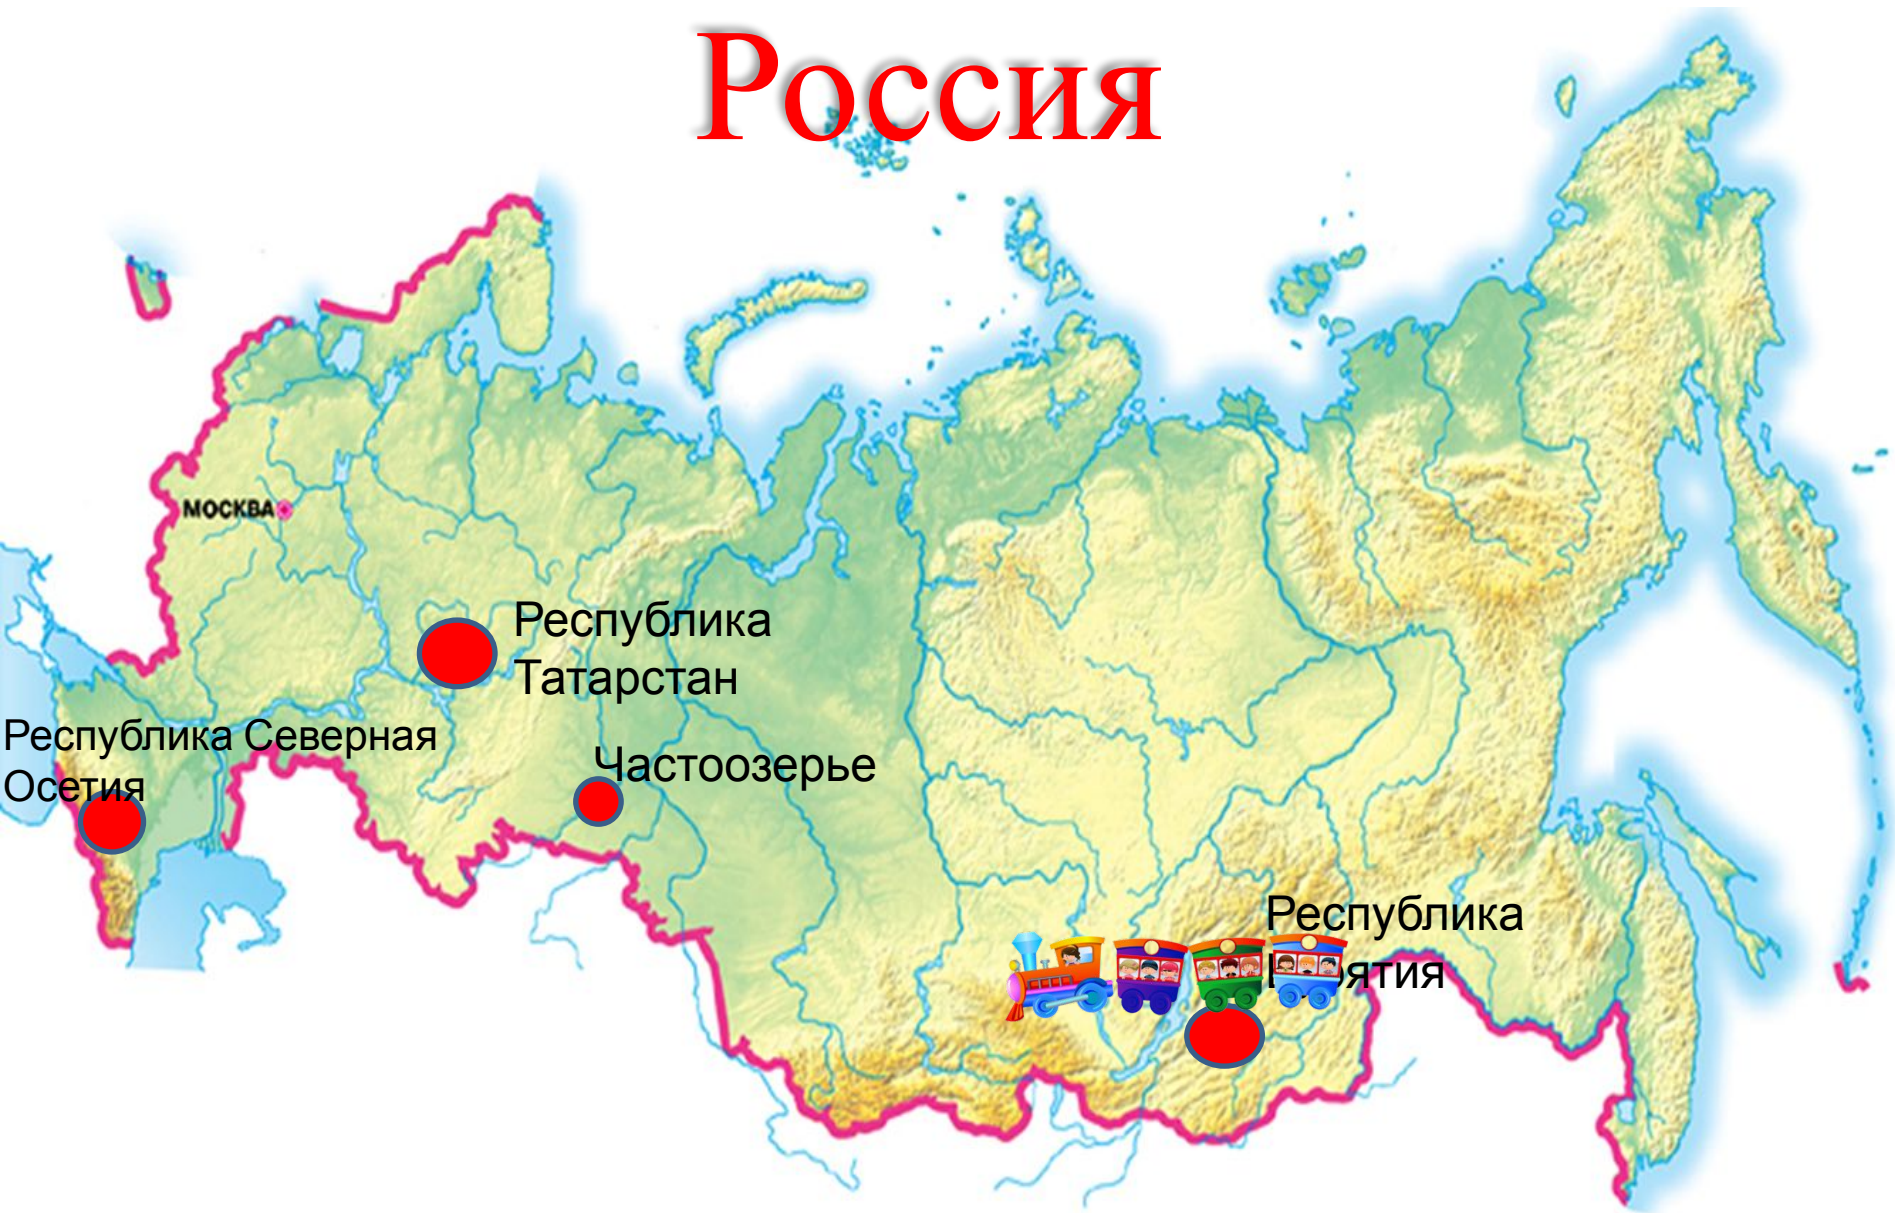 Россия
МОСКВА
Республика
Татарстан
Республика Северная
Осетия
Частоозерье
Республика